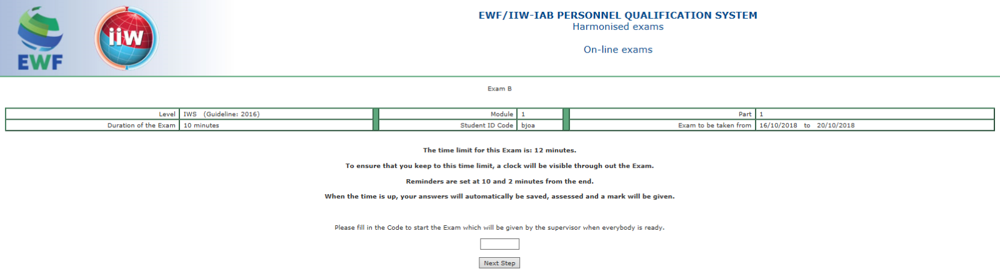 EWF
iiw
EWF/IIW-IAB PERSONNEL QUALIFICATION SYSTEM
Harmonised exams
On-line exams
Exam B
Level IWS (Guideline: 2016) Module 1 Part 1
Duration of the Exam 10 minutes Student ID Code bjoa Exam to be taken from 16/10/2018 to 20/10/2018
The time limit for this Exam is: 12 minutes.
To ensure that you keep to this time limit, a clock will be visible through out the Exam.
Reminders are set at 10 and 2 minutes from the end.
When the time is up, your answers will automatically be saved, assessed and a mark will be given.
Please fill in the Code to start the Exam which will be given by the supervisor when everybody is ready.
Next Step